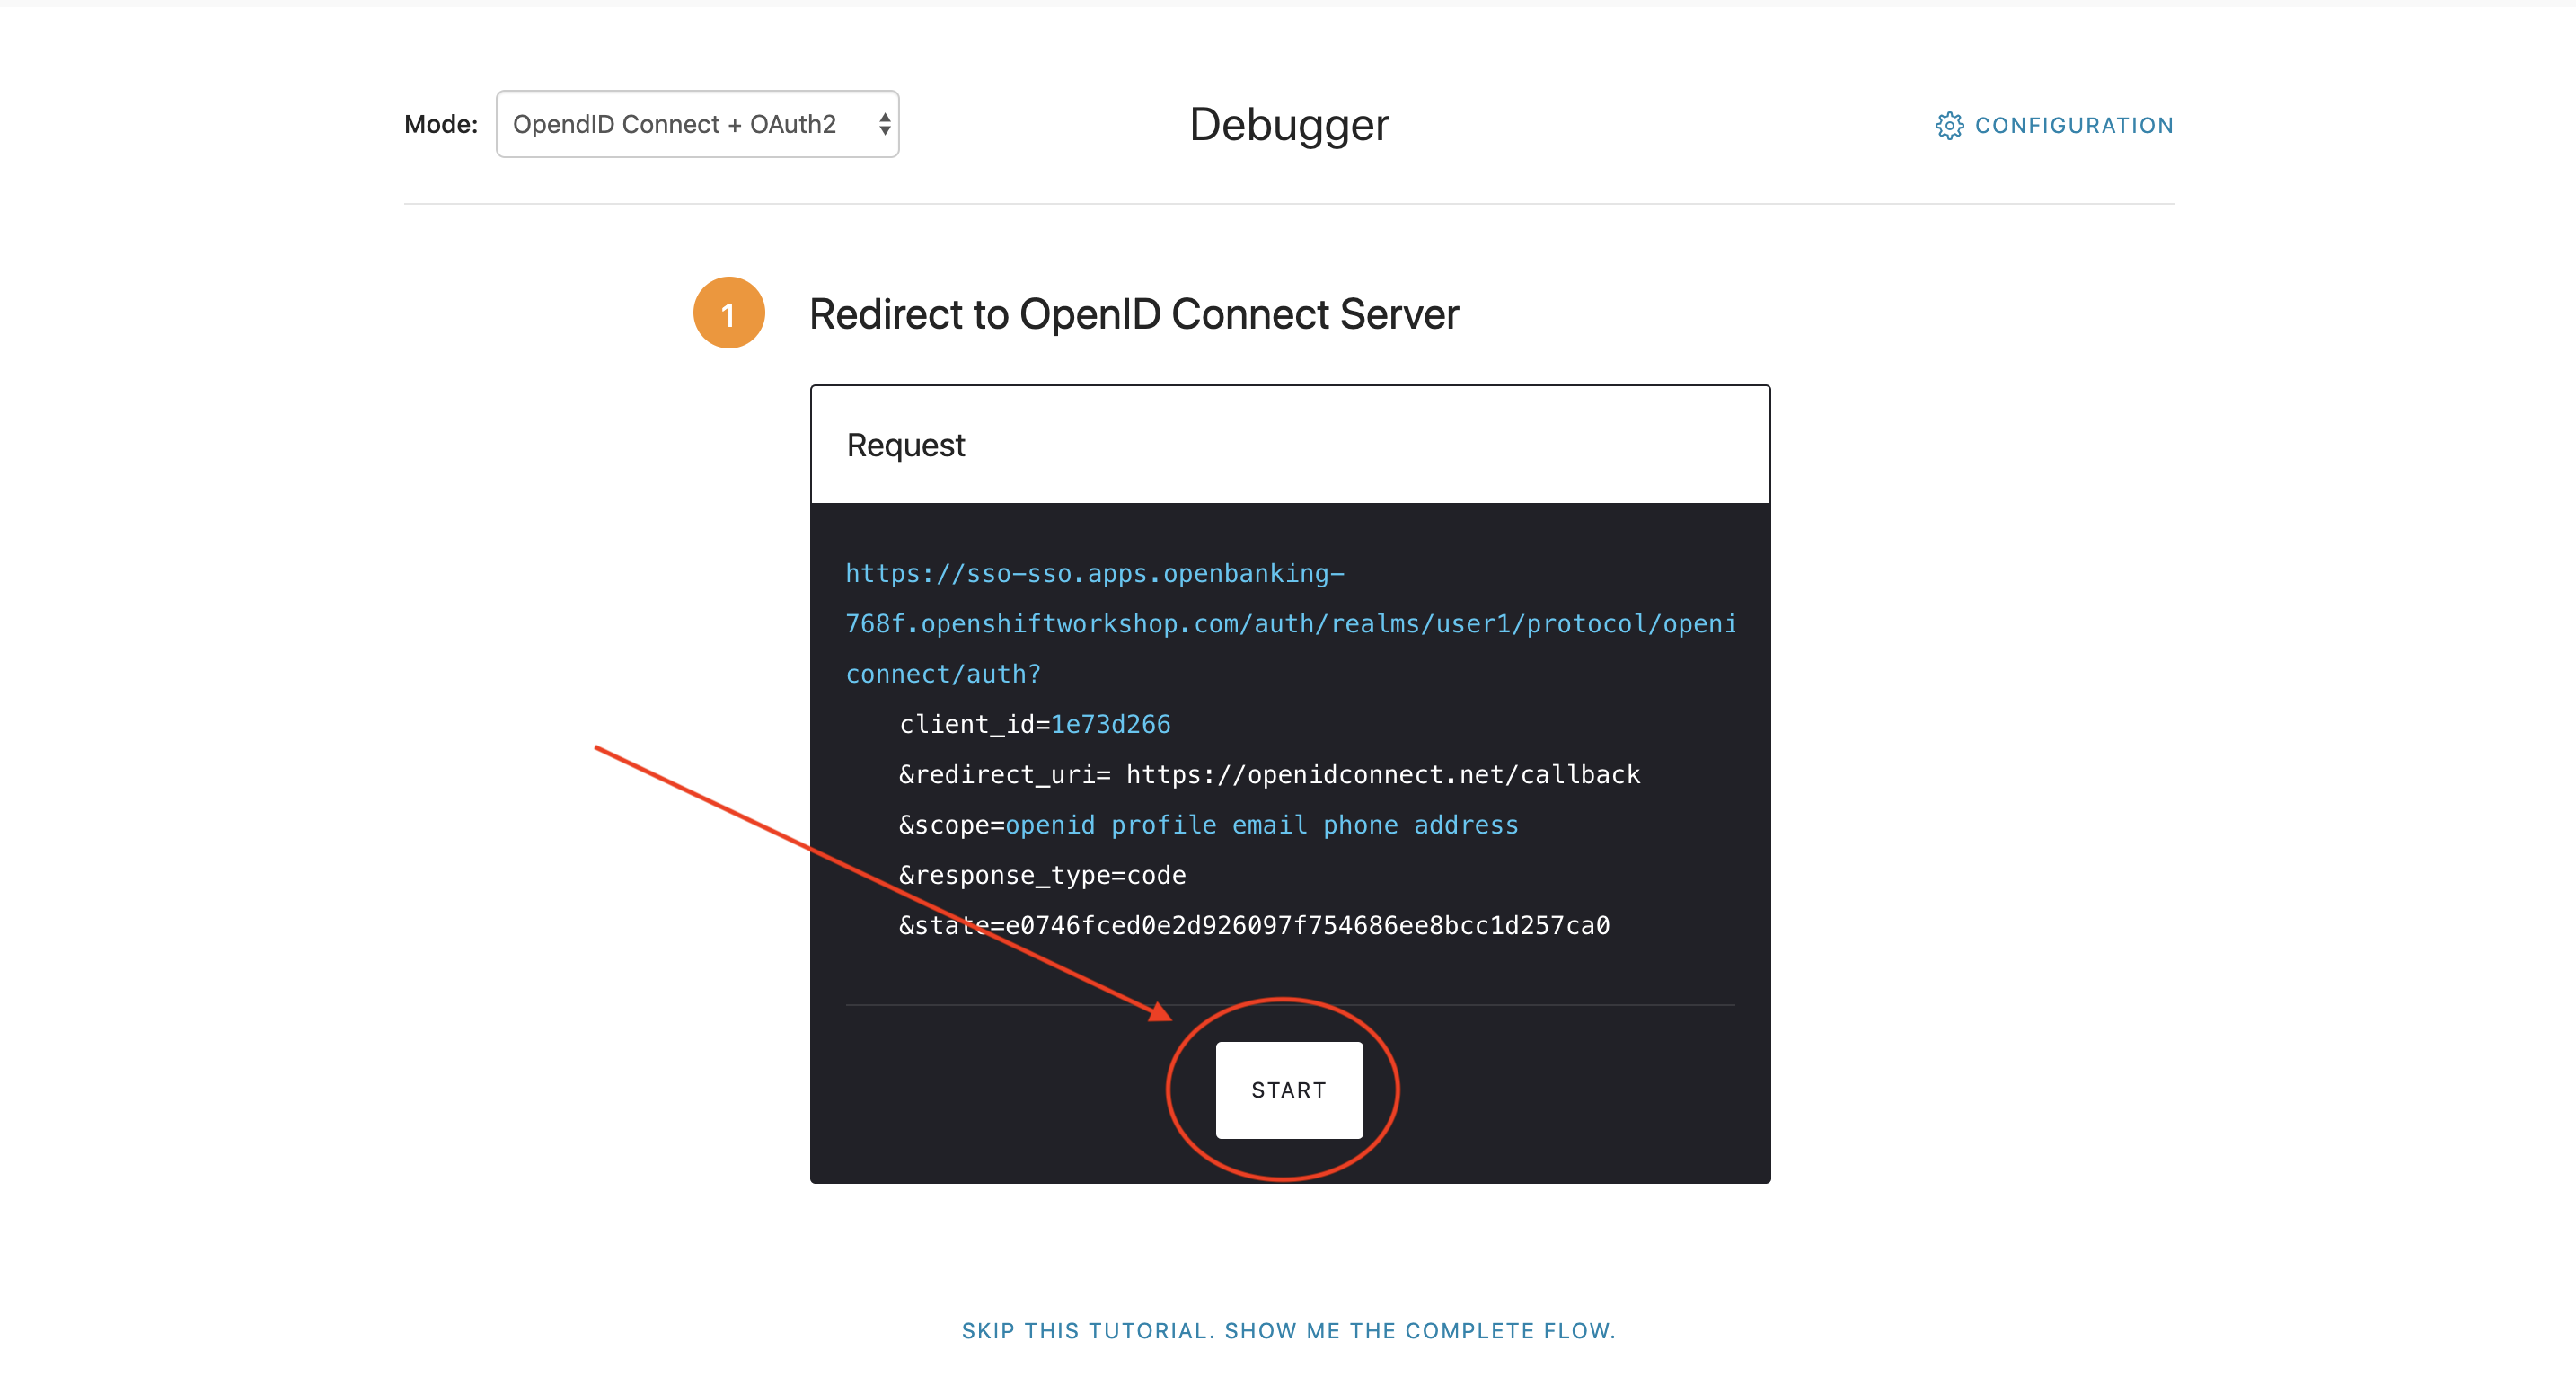 Mode: OpendID Connect + OAuth2
Debugger
CONFIGURATION
1
Redirect to OpenID Connect Server
Request
https://sso-sso.apps.openbanking-
768f.openshiftworkshop.com/auth/realms/user1/protocol/openi
connect/auth?
client_id=1e73d266
&redirect_uri= https://openidconnect.net/callback
&scope=openid profile email phone address
&response_type=code
&state=e0746fced0e2d926097f754686ee8bcc1d257ca0
START
SKIP THIS TUTORIAL. SHOW ME THE COMPLETE FLOW.